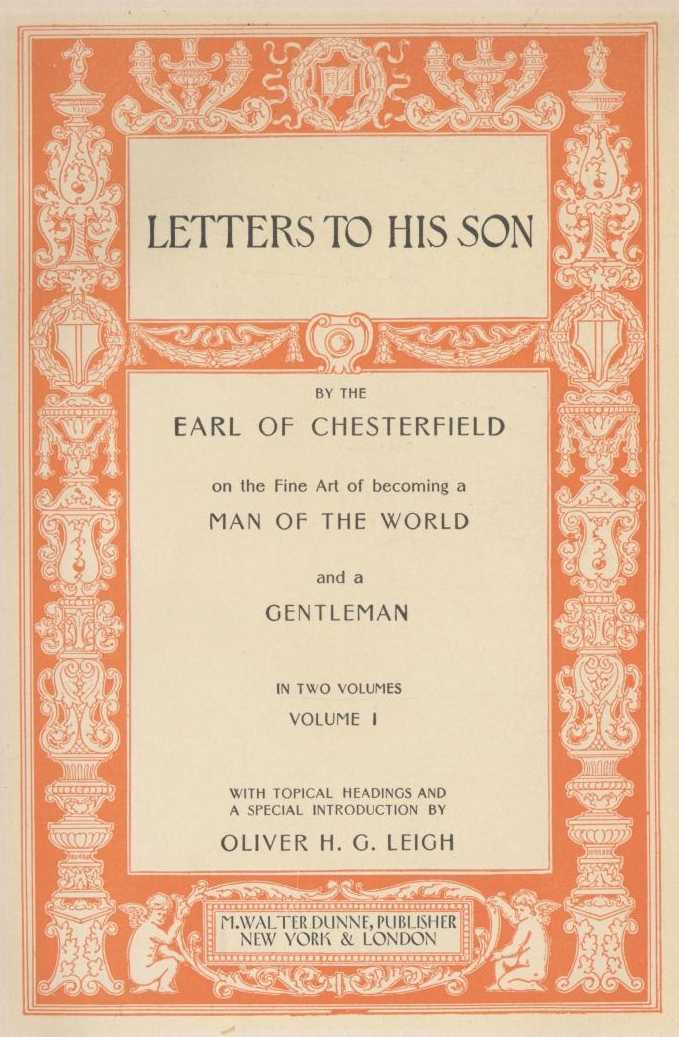 LETTERS TO HIS SON
BY THE
EARL OF CHESTERFIELD
on the Fine Art of becoming a
MAN OF THE WORLD
and a
GENTLEMAN
IN TWO VOLUMES
VOLUME I
WITH TOPICAL HEADINGS AND
A SPECIAL INTRODUCTION BY
OLIVER H. G. LEIGH
M. WALTER DUNNE, PUBLISHER
NEW YORK & LONDON